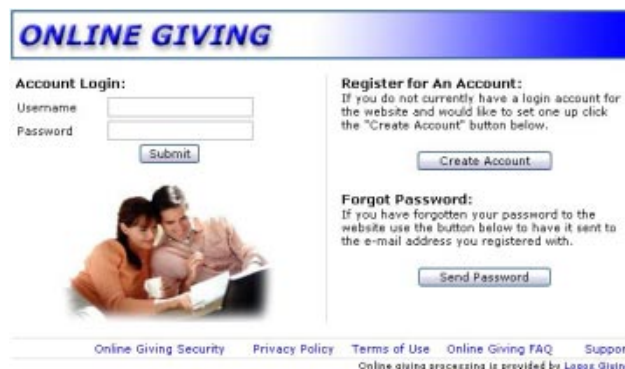 ONLINE GIVING
Account Login:
Username
Password
Submit
Register for An Account:
If you do not currently have a login account for
the website and would like to set one up click
the "Create Account" button below.
Create Account
Forgot Password:
If you have forgotten your password to the
website use the button below to have it sent to
the e-mail address you registered with.
Send Password
Online Giving Security Privacy Policy Terms of Use Online Giving FAQ Suppor
Online giving processing is provided by Logos Givin